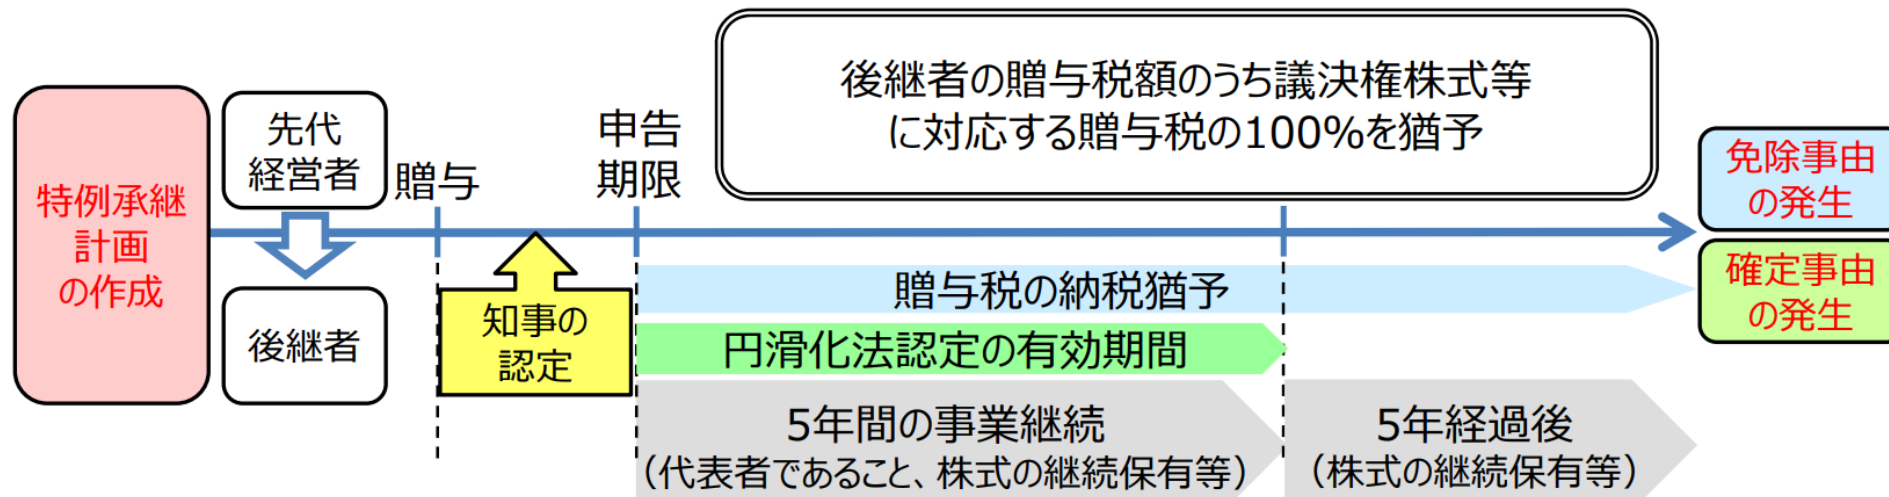 特例承継
計画
の作成
先代
経営者
後継者
贈与
知事の
認定
申告
期限
後継者の贈与税額のうち議決権株式等
に対応する贈与税の100%を猶予
贈与税の納税猶予
円滑化法認定の有効期間
5年間の事業継続
（代表者であること、株式の継続保有等）
5年経過後
（株式の継続保有等）
免除事由
の発生
確定事由
の発生